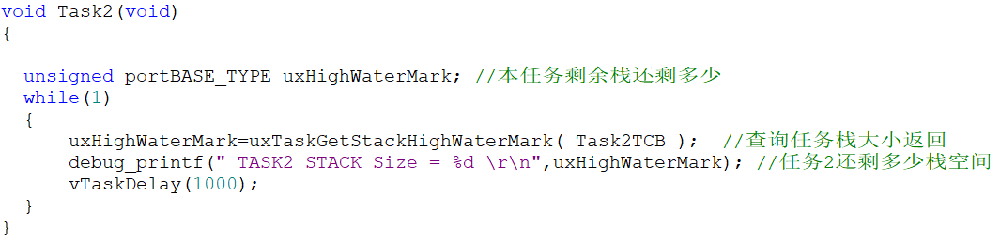 void Task2(void)
{
unsigned portBASE_TYPE uxHighWaterMark; //本任务剩余栈还剩多少
while(1)
{
uxHighWaterMark=uxTaskGetStackHighWaterMark( Task2TCB ); //查询任务栈大小返回
debug_printf(" TASK2 STACK Size = %d \r\n",uxHighWaterMark); //任务2还剩多少栈空间
vTaskDelay(1000);
}
}